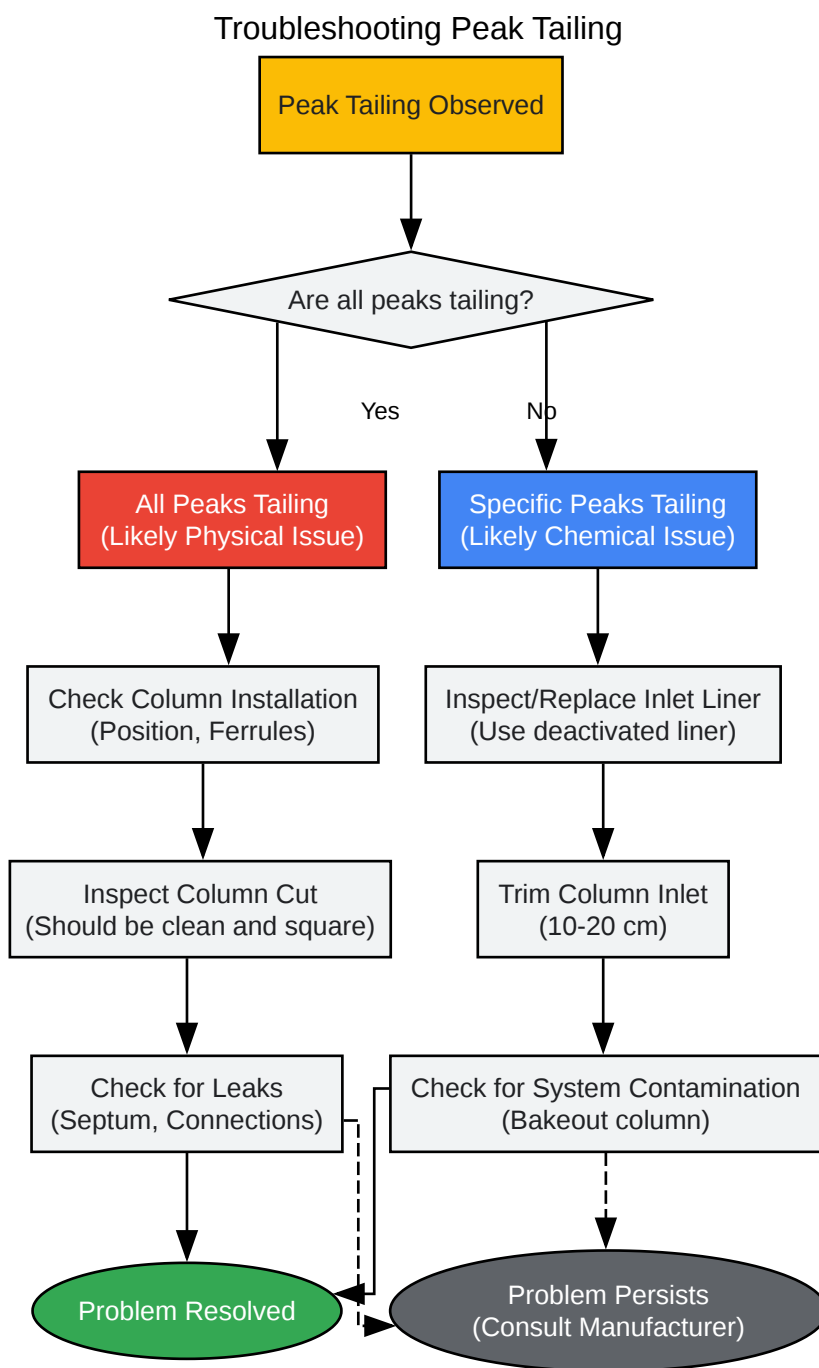 Troubleshooting Peak Tailing
Peak Tailing Observed
Are all peaks tailing?
Yes
No
All Peaks Tailing
(Likely Physical Issue)
Specific Peaks Tailing
(Likely Chemical Issue)
Check Column Installation
(Position, Ferrules)
Inspect/Replace Inlet Liner
(Use deactivated liner)
Inspect Column Cut
(Should be clean and square)
Trim Column Inlet
(10-20 cm)
Check for Leaks
(Septum, Connections)
Check for System Contamination
(Bakeout column)
Problem Resolved
Problem Persists
(Consult Manufacturer)